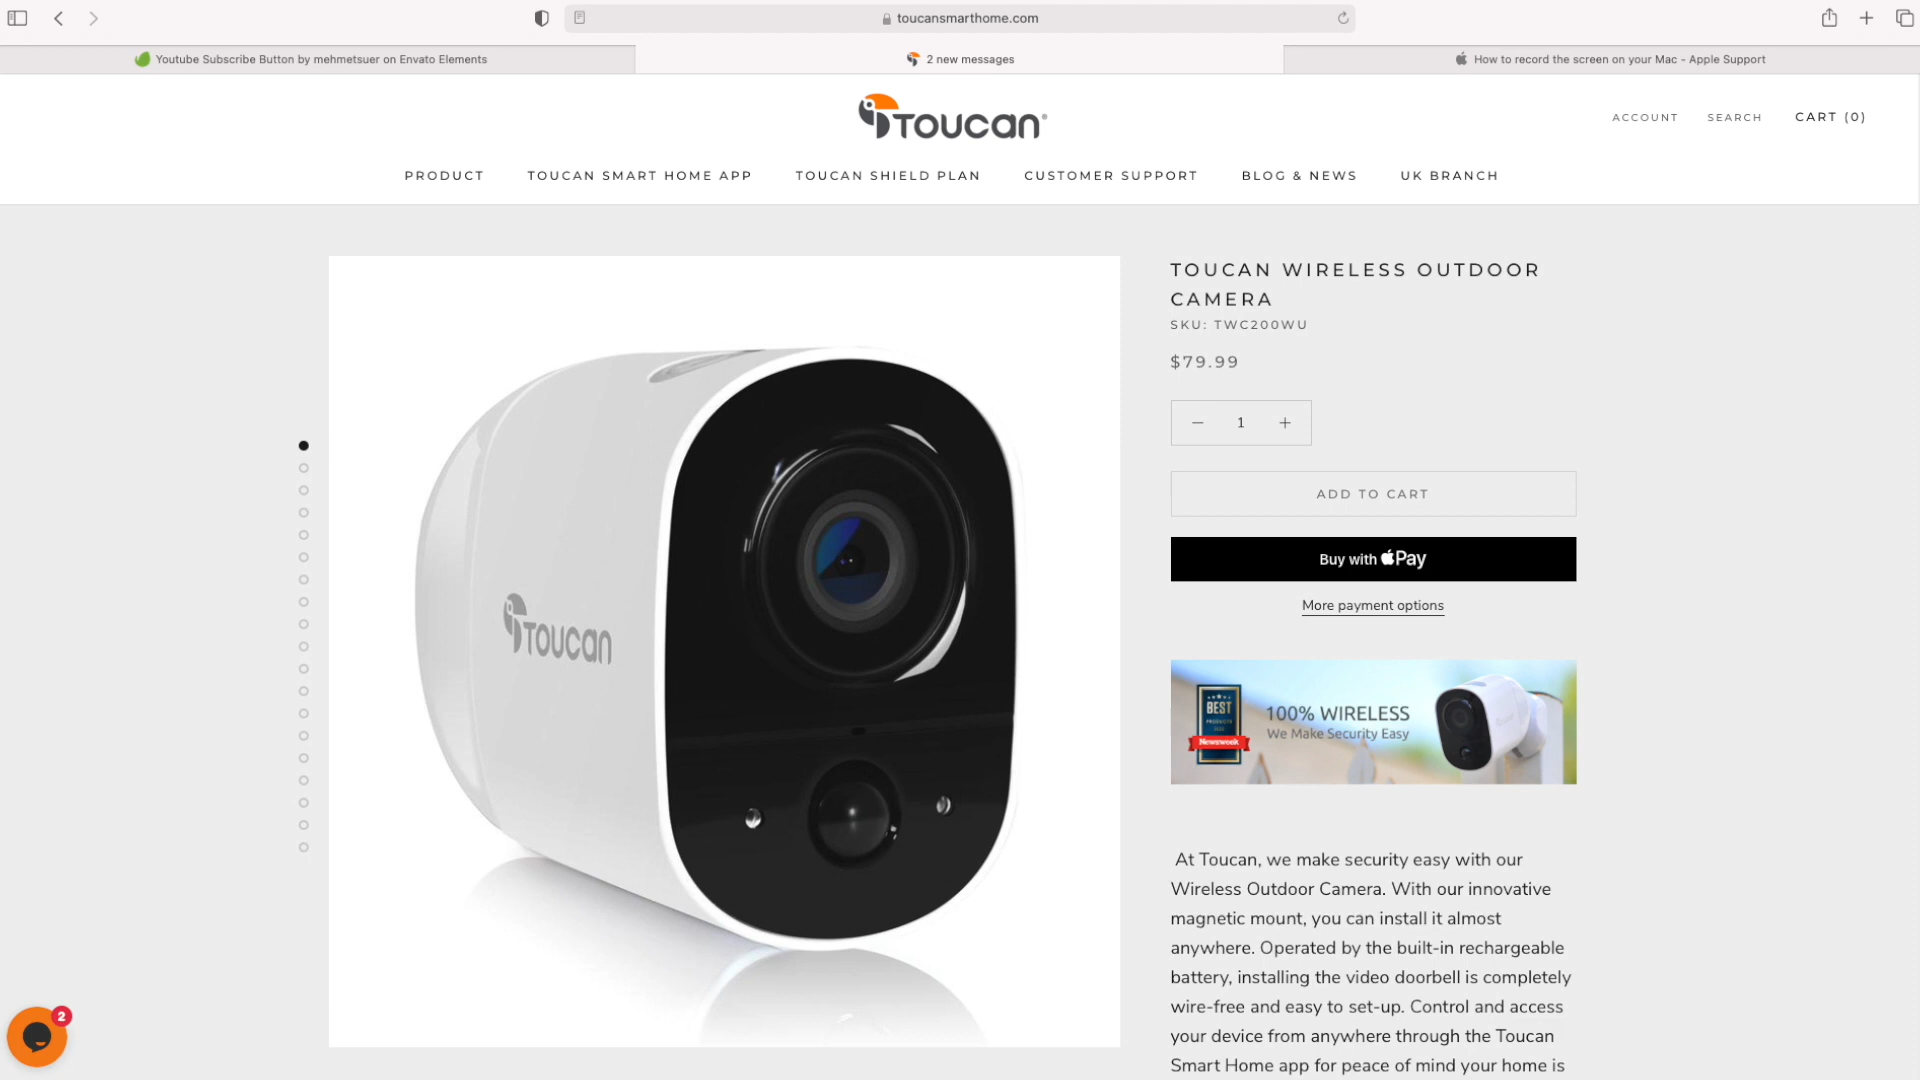 toucansmarthome.com
Youtube Subscribe Button by mehmetsuer on Envato Elements
2 new messages
How to record the screen on your Mac - Apple Support
Toucan
ACCOUNT
SEARCH
CART (0)
PRODUCT
TOUCAN SMART HOME APP
TOUCAN SHIELD PLAN
CUSTOMER SUPPORT
BLOG & NEWS
UK BRANCH
Toucan
TOUCAN WIRELESS OUTDOOR
CAMERA
SKU: TWC200WU
$79.99
1
ADD TO CART
Buy with Pay
More payment options
BEST
PRODUCTS
Newsweek
100% WIRELESS
We Make Security Easy
At Toucan, we make security easy with our
Wireless Outdoor Camera. With our innovative
magnetic mount, you can install it almost
anywhere. Operated by the built-in rechargeable
battery, installing the video doorbell is completely
wire-free and easy to set-up. Control and access
your device from anywhere through the Toucan
Smart Home app for peace of mind your home is
2